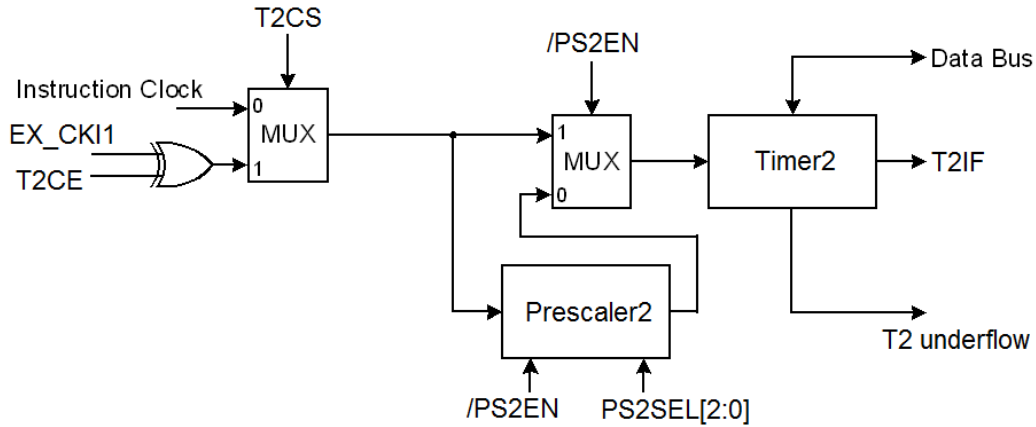 T2CS
/PS2EN
Data Bus
Instruction Clock
0
EX_CKI1
MUX
1
T2CE
1
MUX
0
Timer2
T2IF
Prescaler2
T2 underflow
/PS2EN
PS2SEL[2:0]